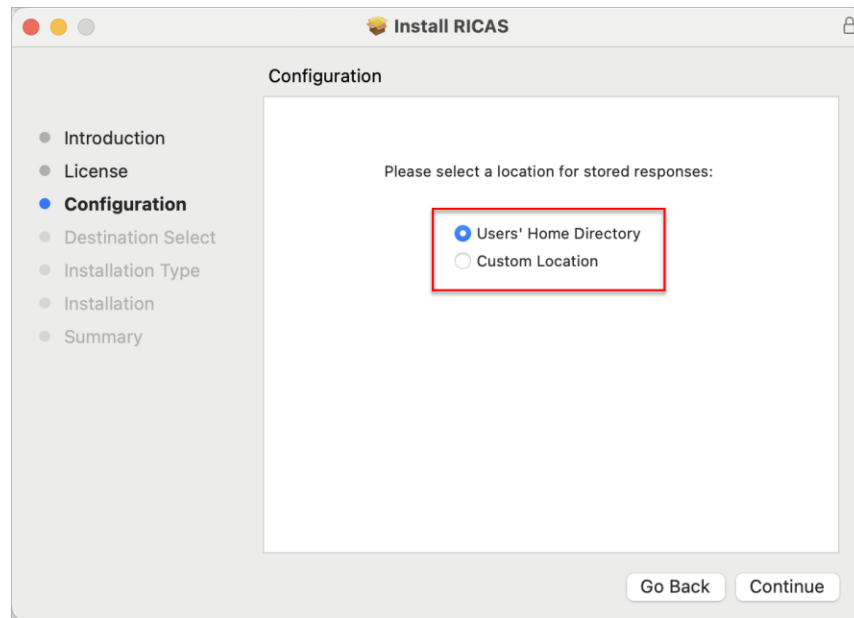 Install RICAS
Configuration
Introduction
License
Configuration
Destination Select
Installation Type
Installation
Summary
Please select a location for stored responses:
Users' Home Directory
Custom Location
Go Back
Continue